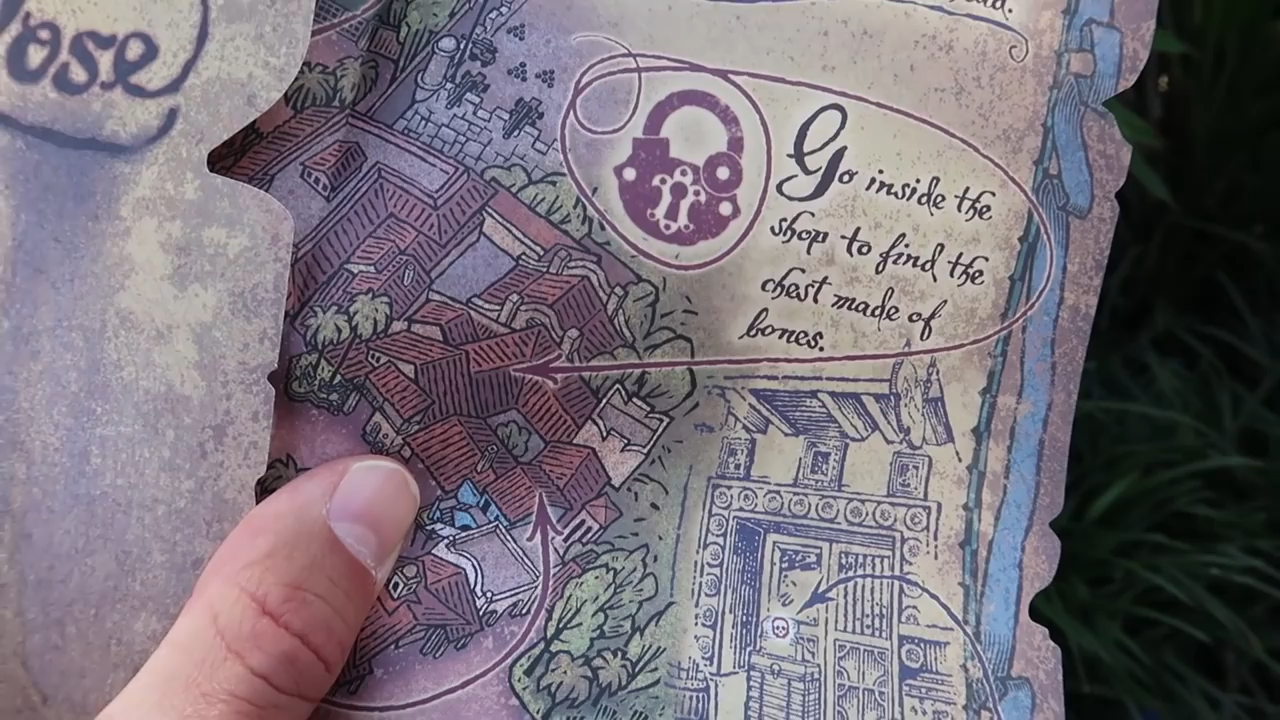 ose
Go inside the
shop to find the
chest made of
bones.